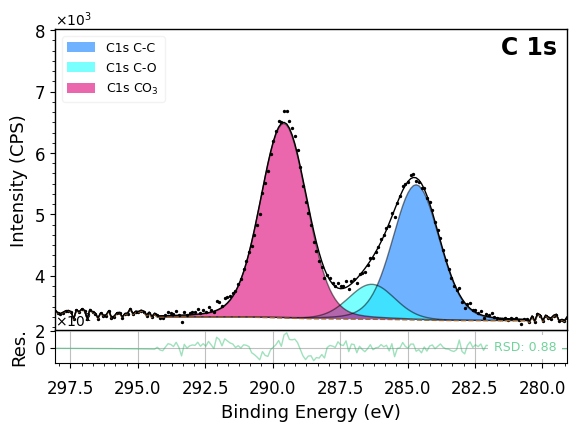 ×10³
C 1s
C1s C-C
C1s C-O
C1s CO₃
8
7
6
5
4
Intensity (CPS)
2
0
Res.
RSD: 0.88
297.5 295.0 292.5 290.0 287.5 285.0 282.5 280.0
Binding Energy (eV)